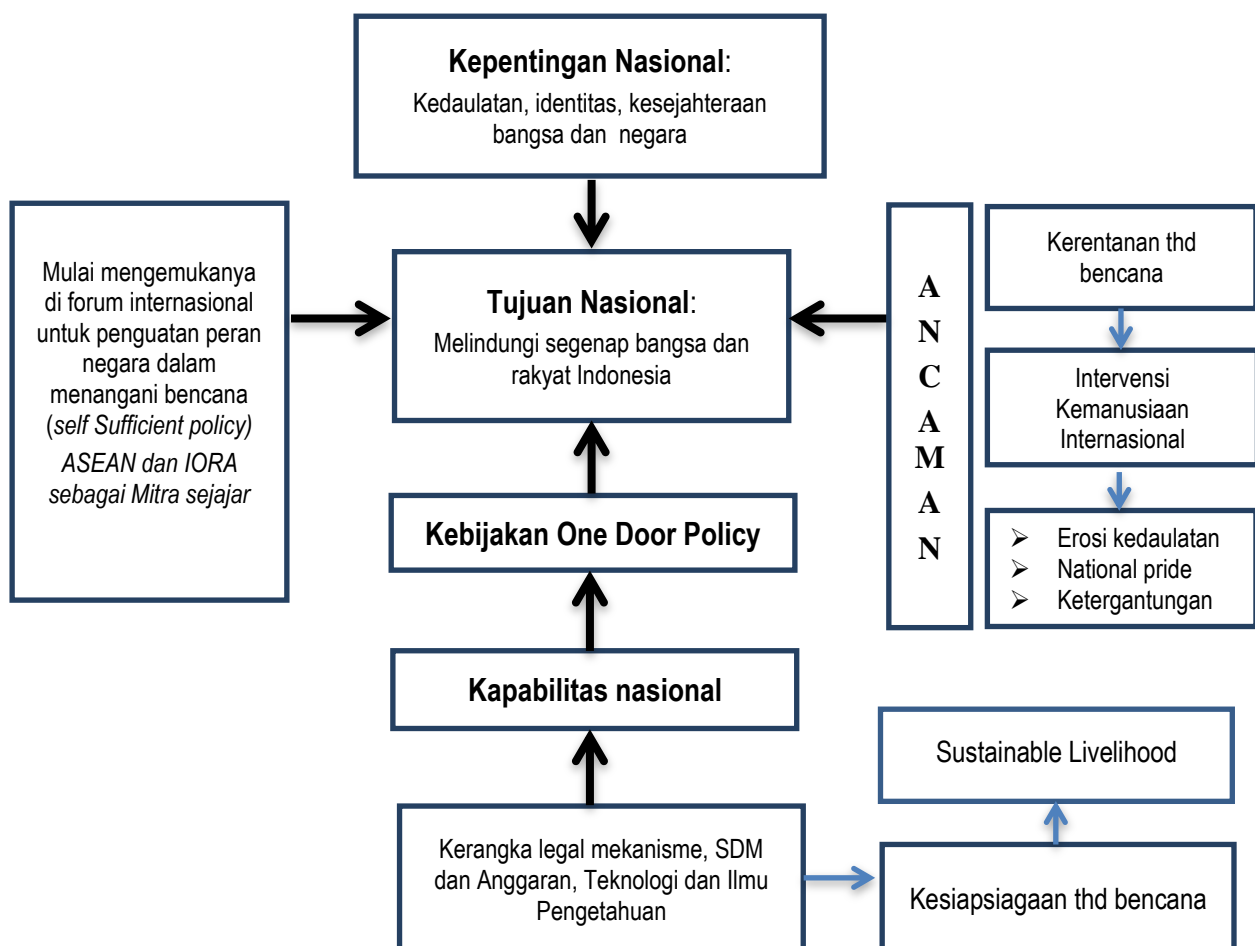 Kepentingan Nasional:
Kedaulatan, identitas, kesejahteraan
bangsa dan negara
Mulai mengemukanya
di forum internasional
untuk penguatan peran
negara dalam
menangani bencana
(self Sufficient policy)
ASEAN dan IORA
sebagai Mitra sejajar
Tujuan Nasional:
Melindungi segenap bangsa dan
rakyat Indonesia
A
N
C
A
M
A
N
Kerentanan thd
bencana
Intervensi
Kemanusiaan
Internasional
➢ Erosi kedaulatan
➢ National pride
➢ Ketergantungan
Kebijakan One Door Policy
Kapabilitas nasional
Kerangka legal mekanisme, SDM
dan Anggaran, Teknologi dan Ilmu
Pengetahuan
Sustainable Livelihood
Kesiapsiagaan thd bencana